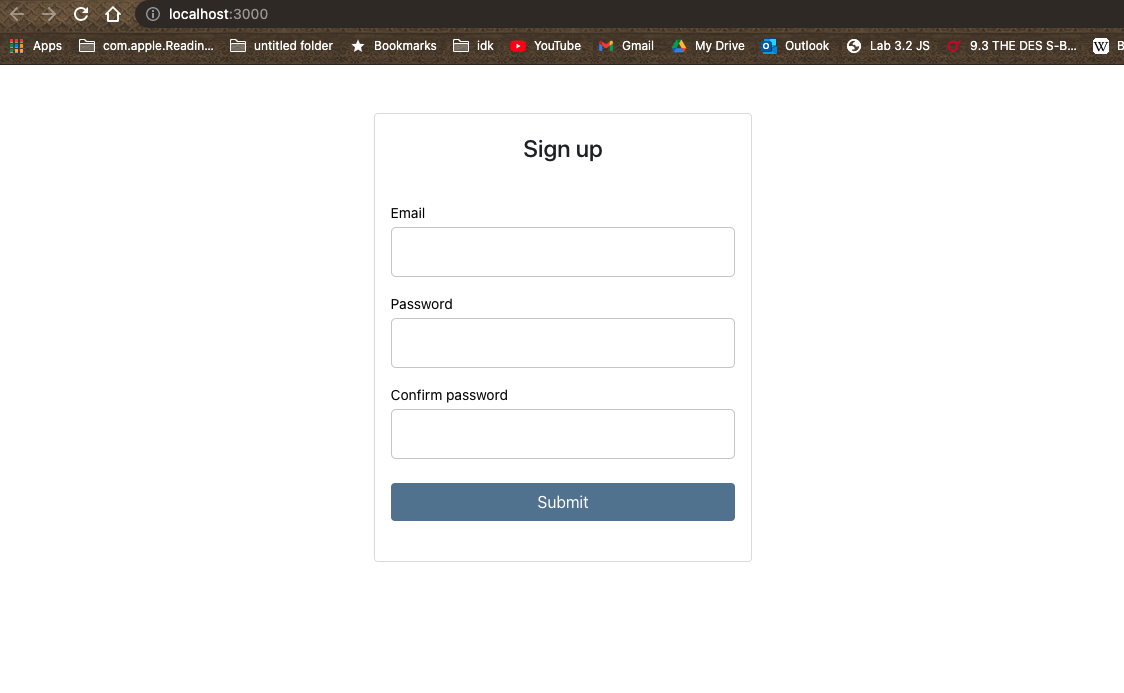 localhost:3000
Apps com.apple.Readin... untitled folder Bookmarks idk YouTube Gmail My Drive Outlook Lab 3.2 JS 9.3 THE DES S-B... W B
Sign up
Email
Password
Confirm password
Submit